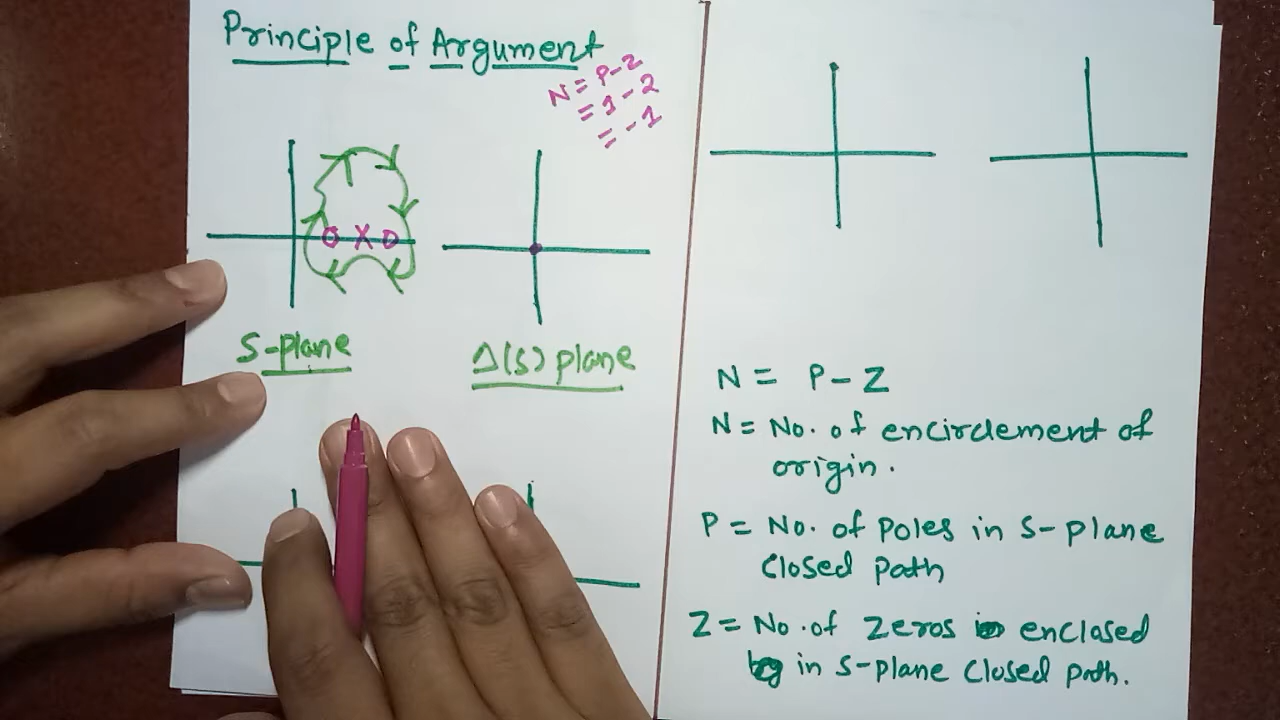 Principle of Argument
N = P - Z
= 1 - 2
= - 1
S-plane
Δ(s) plane
N = P - Z
N = No. of encirclement of
origin.
P = No. of Poles in S-plane
Closed Path
Z = No. of Zeros enclosed
in S-plane Closed path.